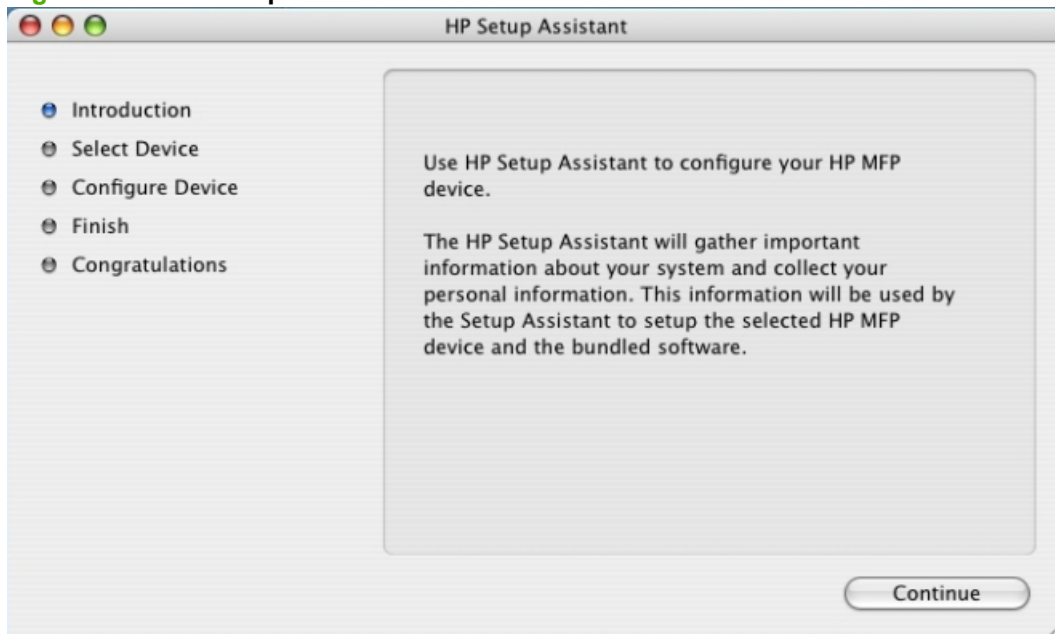 HP Setup Assistant
Introduction
Select Device
Configure Device
Finish
Congratulations
Use HP Setup Assistant to configure your HP MFP
device.
The HP Setup Assistant will gather important
information about your system and collect your
personal information. This information will be used by
the Setup Assistant to setup the selected HP MFP
device and the bundled software.
Continue